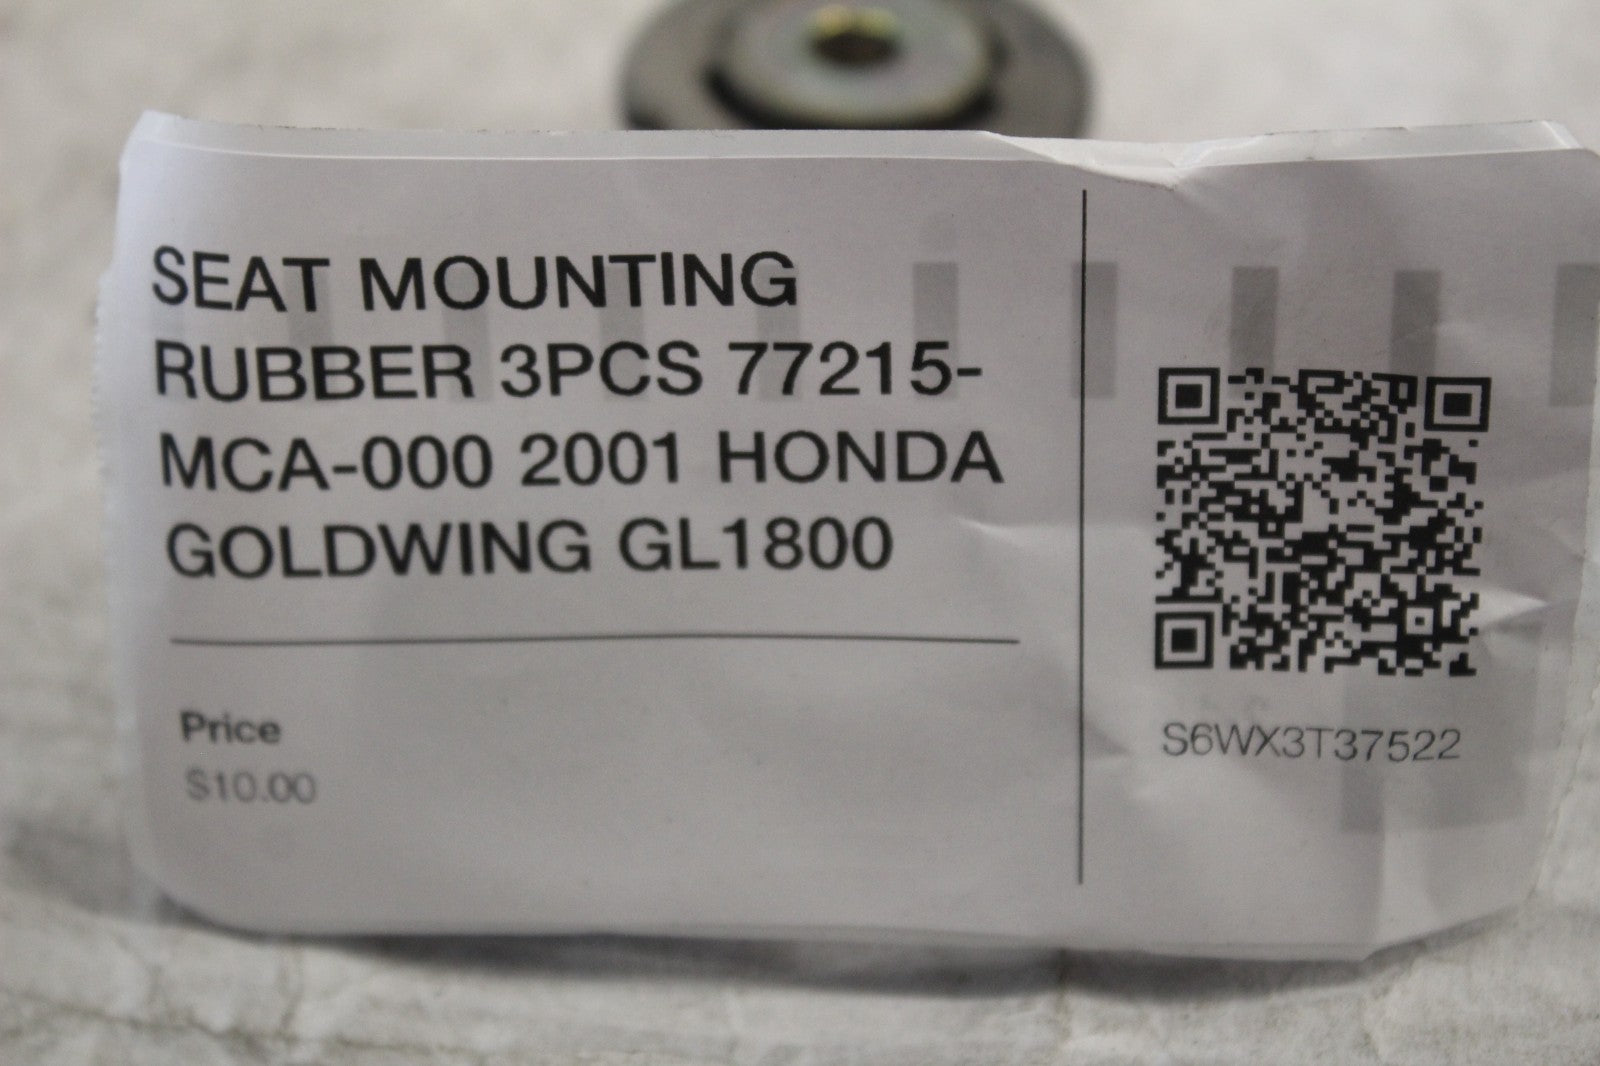 SEAT MOUNTING
RUBBER 3PCS 77215-
MCA-000 2001 HONDA
GOLDWING GL1800
Price
$10.00
S6WX3T37522